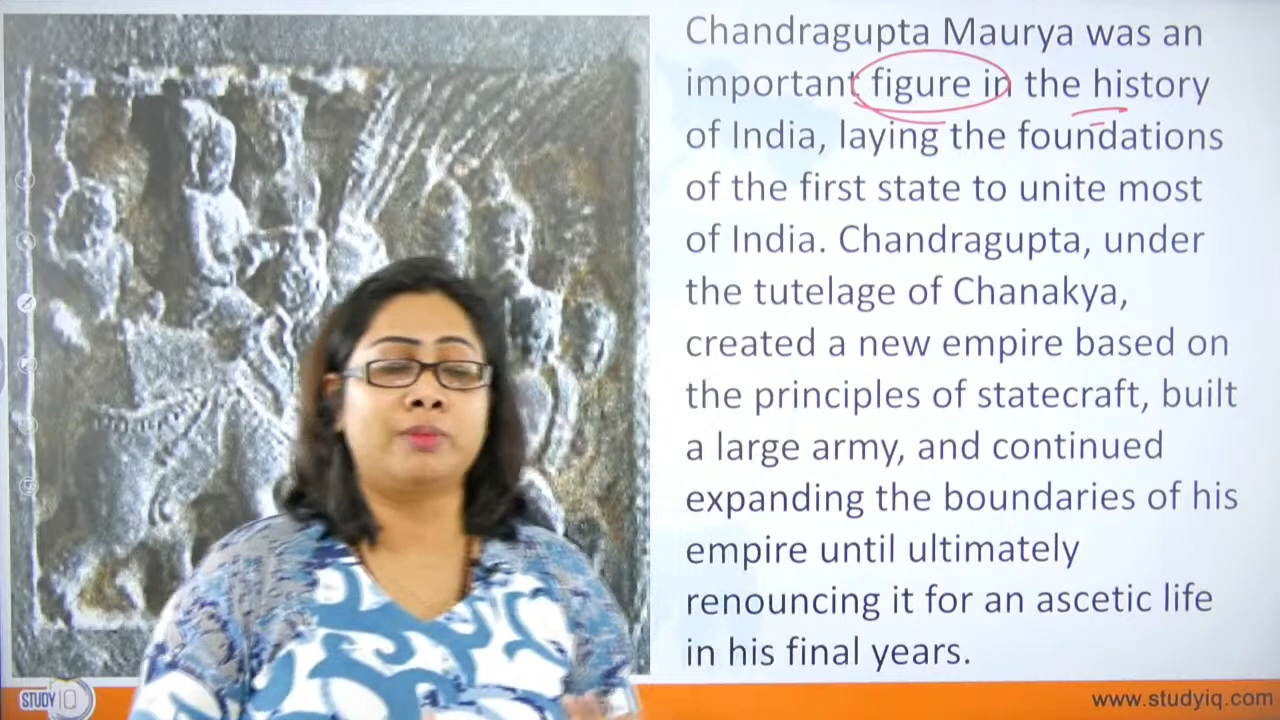 Chandragupta Maurya was an
important figure in the history
of India, laying the foundations
of the first state to unite most
of India. Chandragupta, under
the tutelage of Chanakya,
created a new empire based on
the principles of statecraft, built
a large army, and continued
expanding the boundaries of his
empire until ultimately
renouncing it for an ascetic life
in his final years.
STUDY IQ
www.studyiq.com